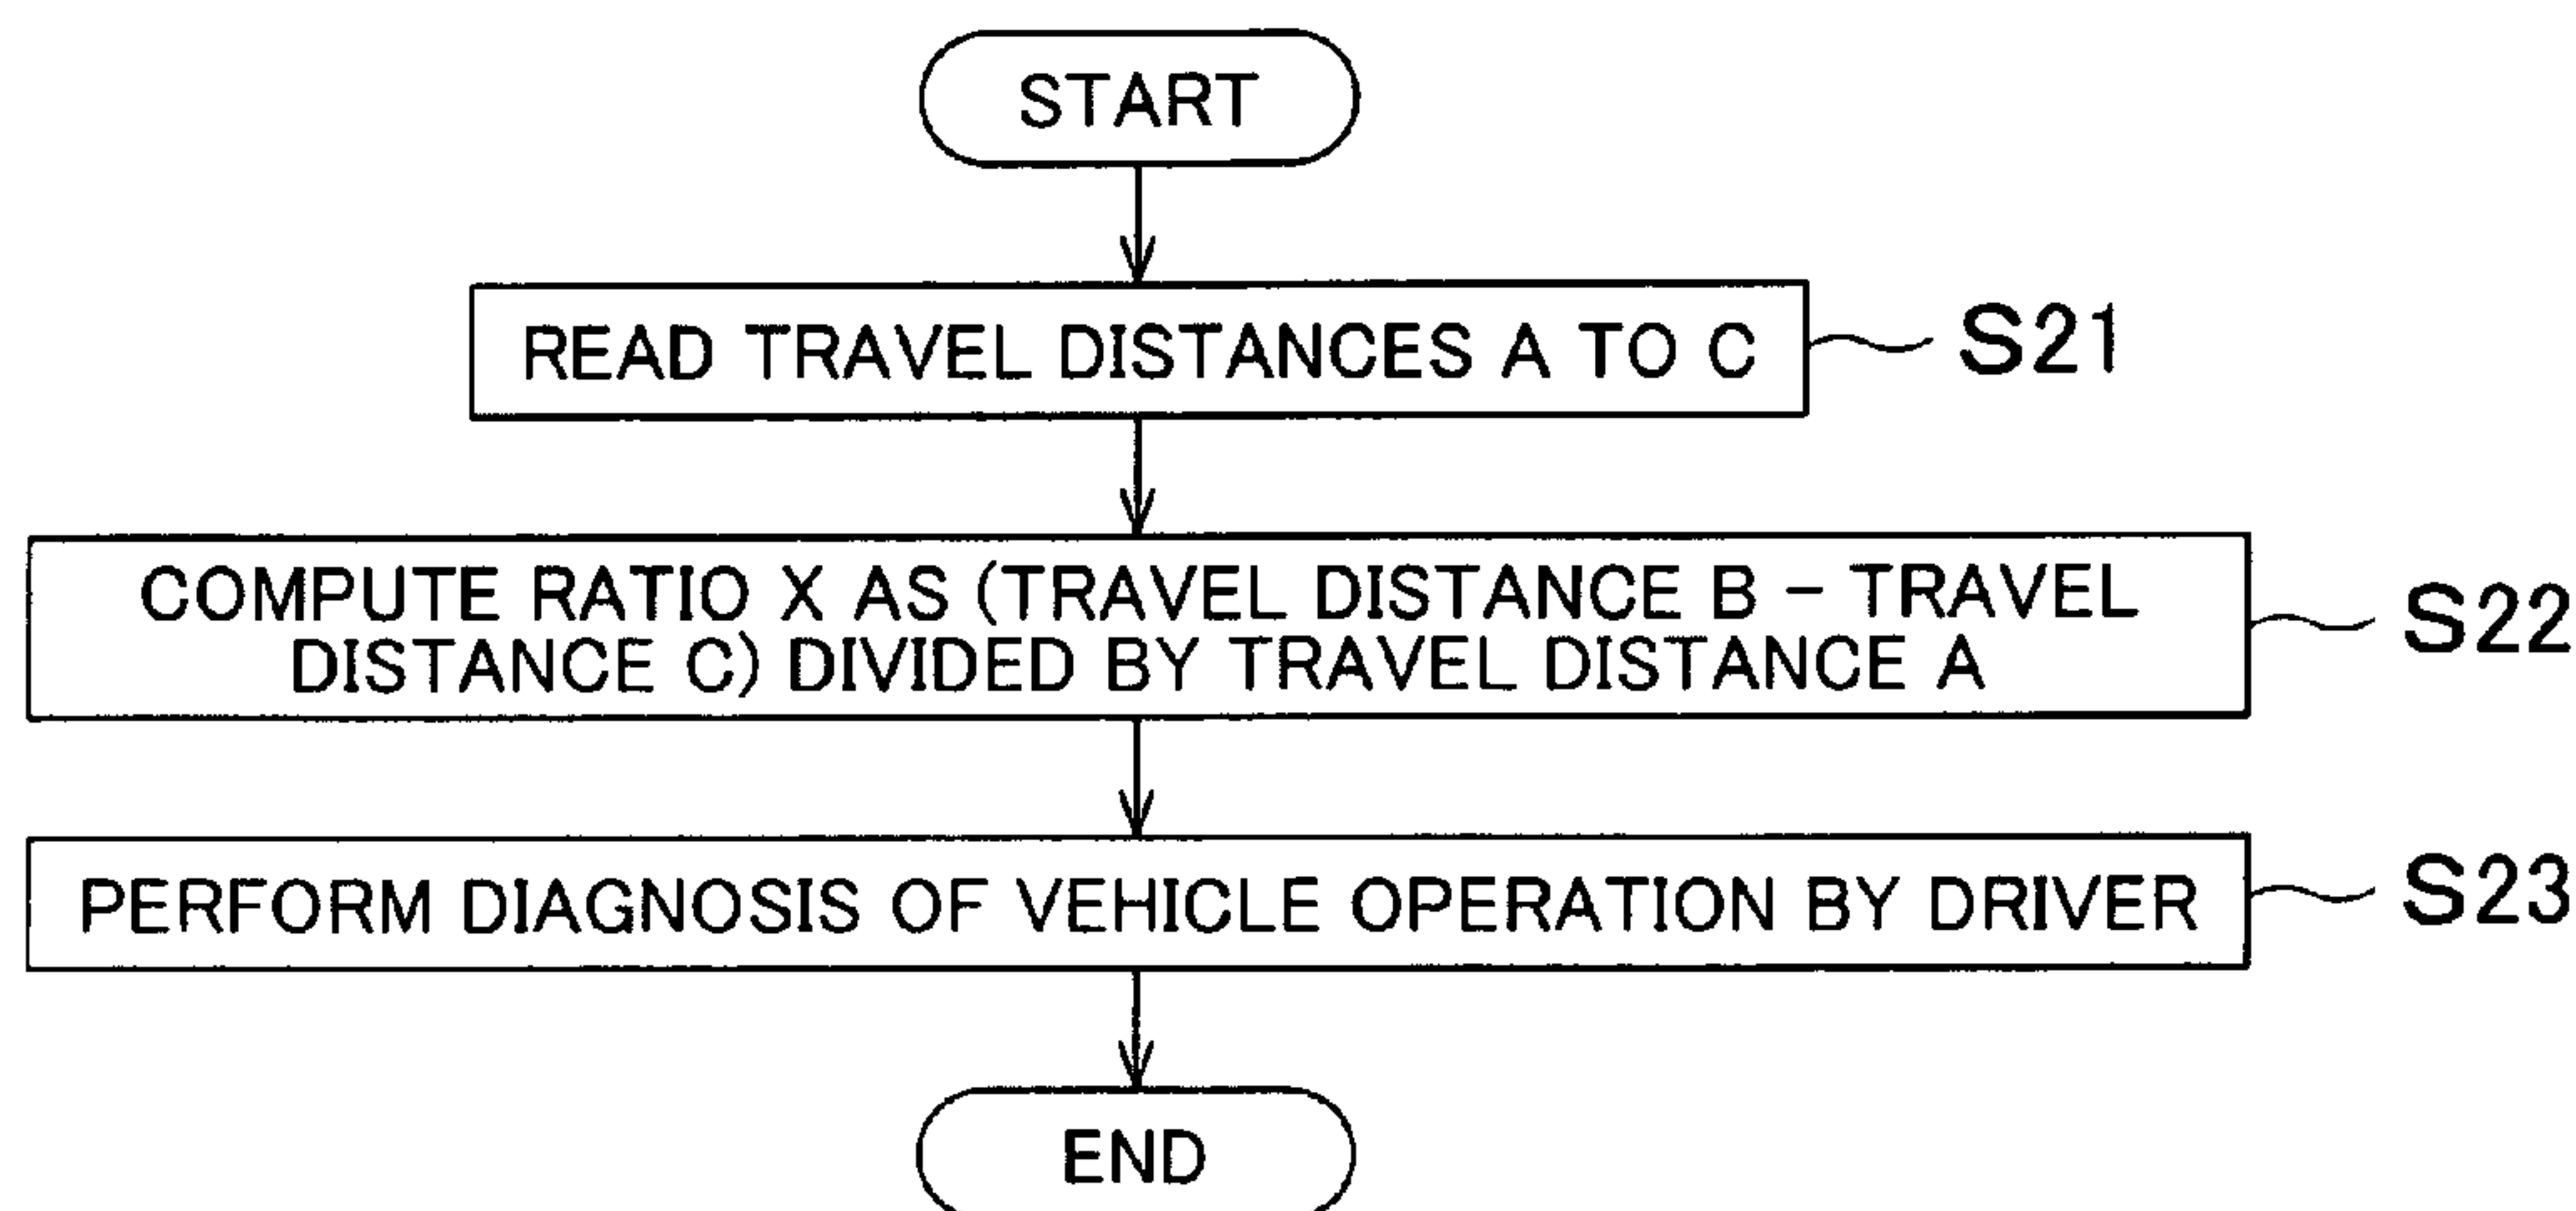 START
READ TRAVEL DISTANCES A TO C
S21
COMPUTE RATIO X AS (TRAVEL DISTANCE B – TRAVEL
DISTANCE C) DIVIDED BY TRAVEL DISTANCE A
S22
PERFORM DIAGNOSIS OF VEHICLE OPERATION BY DRIVER
S23
END